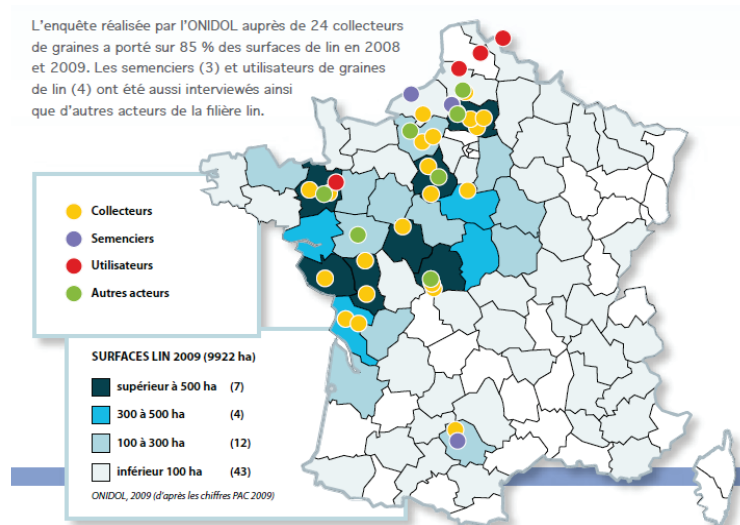 L'enquête réalisée par l'ONIDOL auprès de 24 collecteurs
de graines a porté sur 85 % des surfaces de lin en 2008
et 2009. Les semenciers (3) et utilisateurs de graines
de lin (4) ont été aussi interviewés ainsi
que d'autres acteurs de la filière lin.
Collecteurs
Semenciers
Utilisateurs
Autres acteurs
SURFACES LIN 2009 (9922 ha)
supérieur à 500 ha (7)
300 à 500 ha (4)
100 à 300 ha (12)
inférieur 100 ha (43)
ONIDOL, 2009 (d'après les chiffres PAC 2009)